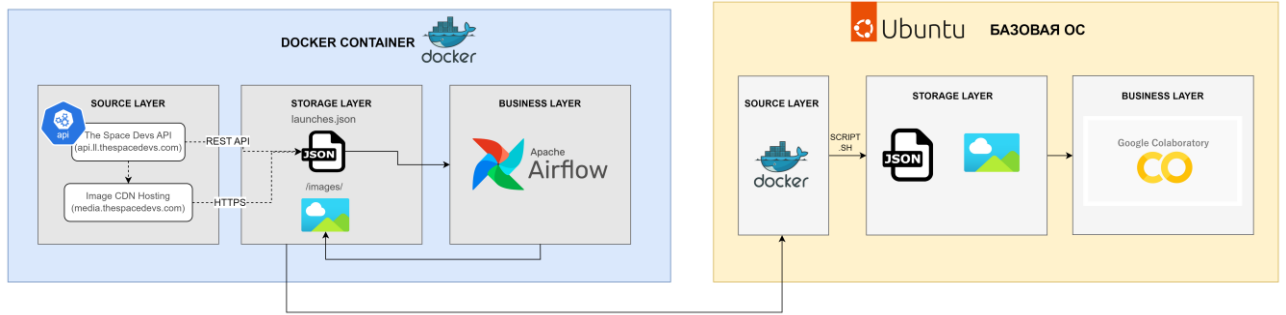 DOCKER CONTAINER
docker
SOURCE LAYER
api
The Space Devs API
(api.ll.thespacedevs.com)
Image CDN Hosting
(media.thespacedevs.com)
REST API
HTTPS
STORAGE LAYER
launches.json
JSON
/images/
BUSINESS LAYER
Apache
Airflow
Ubuntu
БАЗОВАЯ ОС
SOURCE LAYER
docker
SCRIPT
.SH
STORAGE LAYER
JSON
BUSINESS LAYER
Google Colaboratory